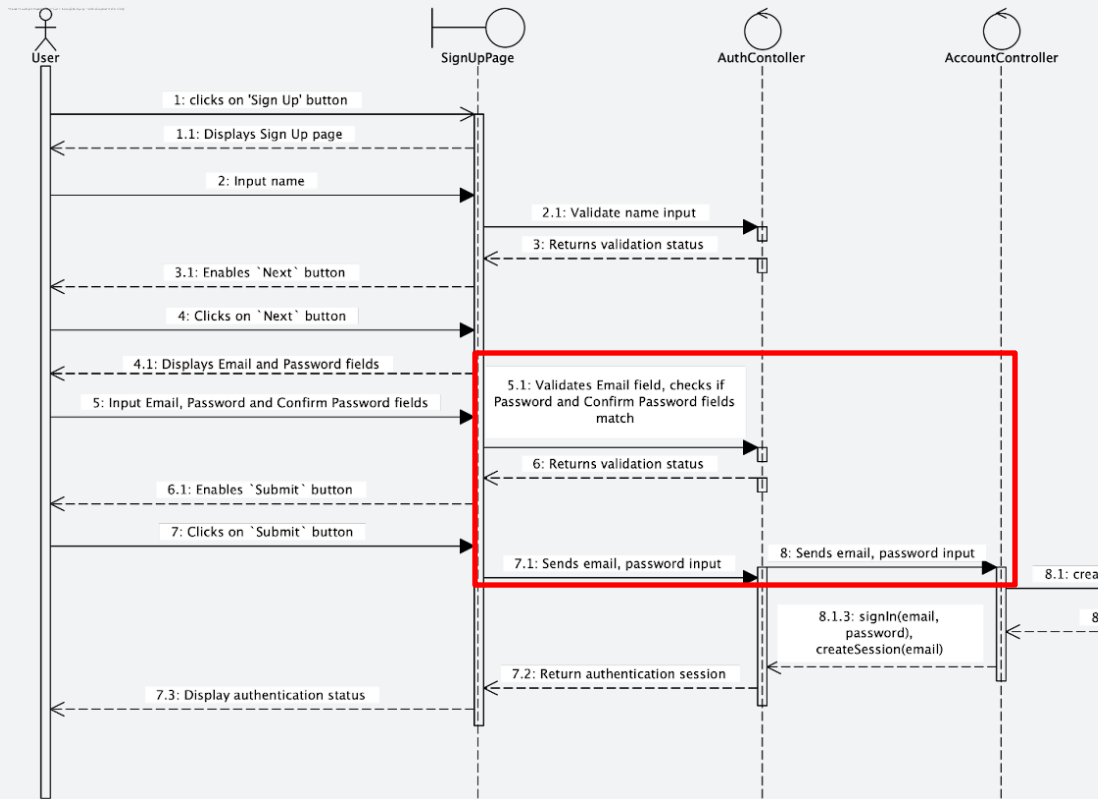 User
SignUpPage
AuthContoller
AccountController
1: clicks on 'Sign Up' button
1.1: Displays Sign Up page
2: Input name
2.1: Validate name input
3: Returns validation status
3.1: Enables `Next` button
4: Clicks on `Next` button
4.1: Displays Email and Password fields
5.1: Validates Email field, checks if
Password and Confirm Password fields
match
5: Input Email, Password and Confirm Password fields
6: Returns validation status
6.1: Enables `Submit` button
7: Clicks on `Submit` button
7.1: Sends email, password input
8: Sends email, password input
8.1: crea
8
8.1.3: signIn(email,
password),
createSession(email)
7.2: Return authentication session
7.3: Display authentication status